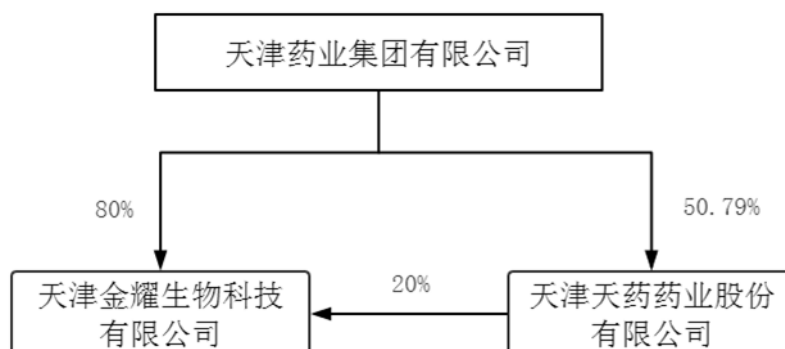 天津药业集团有限公司
80%
50.79%
天津金耀生物科技
有限公司
20%
天津天药药业股份
有限公司